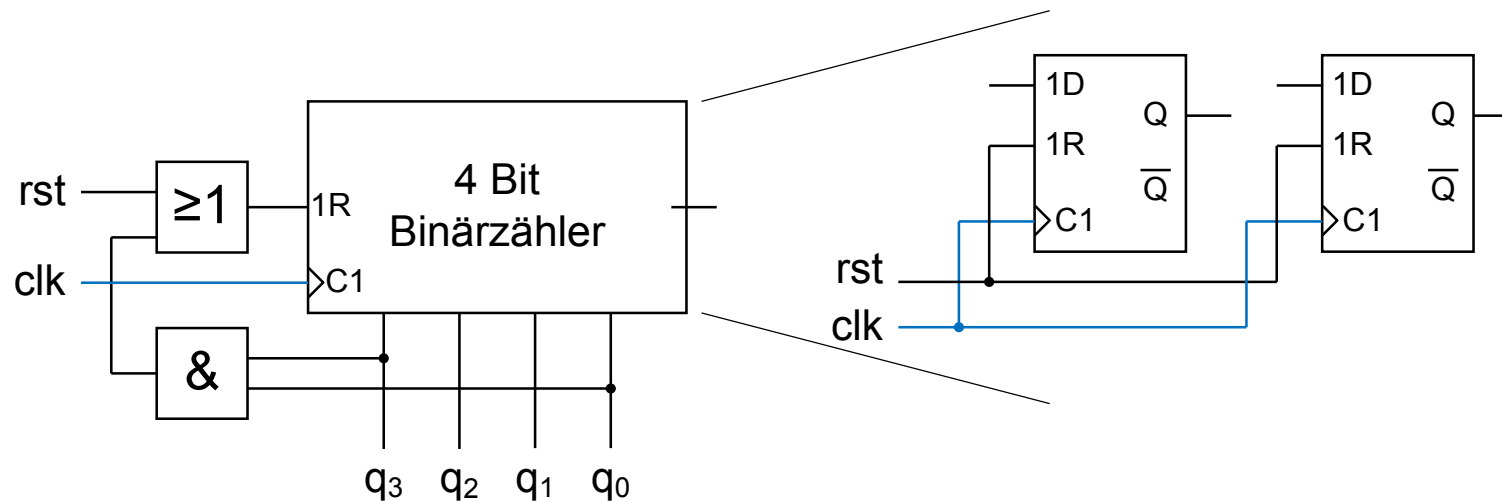 rst
≥1
clk
&
1R
C1
4 Bit
Binärzähler
q₃ q₂ q₁ q₀
rst
clk
1D
1R
C1
Q
Q̅
1D
1R
C1
Q
Q̅